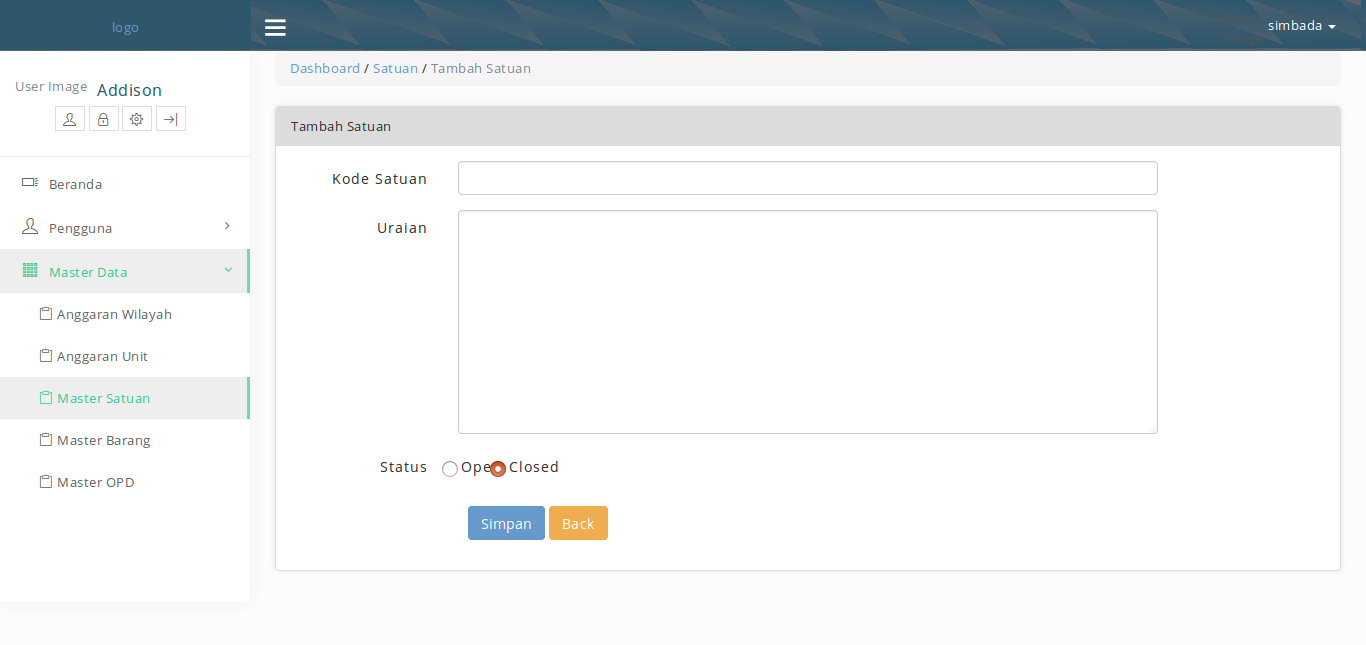 logo
simbada
User Image Addison
Dashboard / Satuan / Tambah Satuan
Tambah Satuan
Beranda
Pengguna
Master Data
Anggaran Wilayah
Anggaran Unit
Master Satuan
Master Barang
Master OPD
Kode Satuan
Uraian
Status Ope Closed
Simpan Back